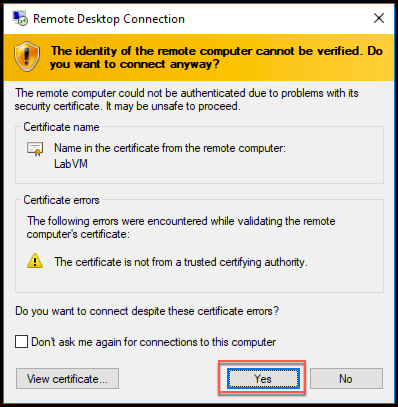 Remote Desktop Connection
The identity of the remote computer cannot be verified. Do
you want to connect anyway?
The remote computer could not be authenticated due to problems with its
security certificate. It may be unsafe to proceed.
Certificate name
Name in the certificate from the remote computer:
LabVM
Certificate errors
The following errors were encountered while validating the remote
computer's certificate:
The certificate is not from a trusted certifying authority.
Do you want to connect despite these certificate errors?
Don't ask me again for connections to this computer
View certificate... Yes No